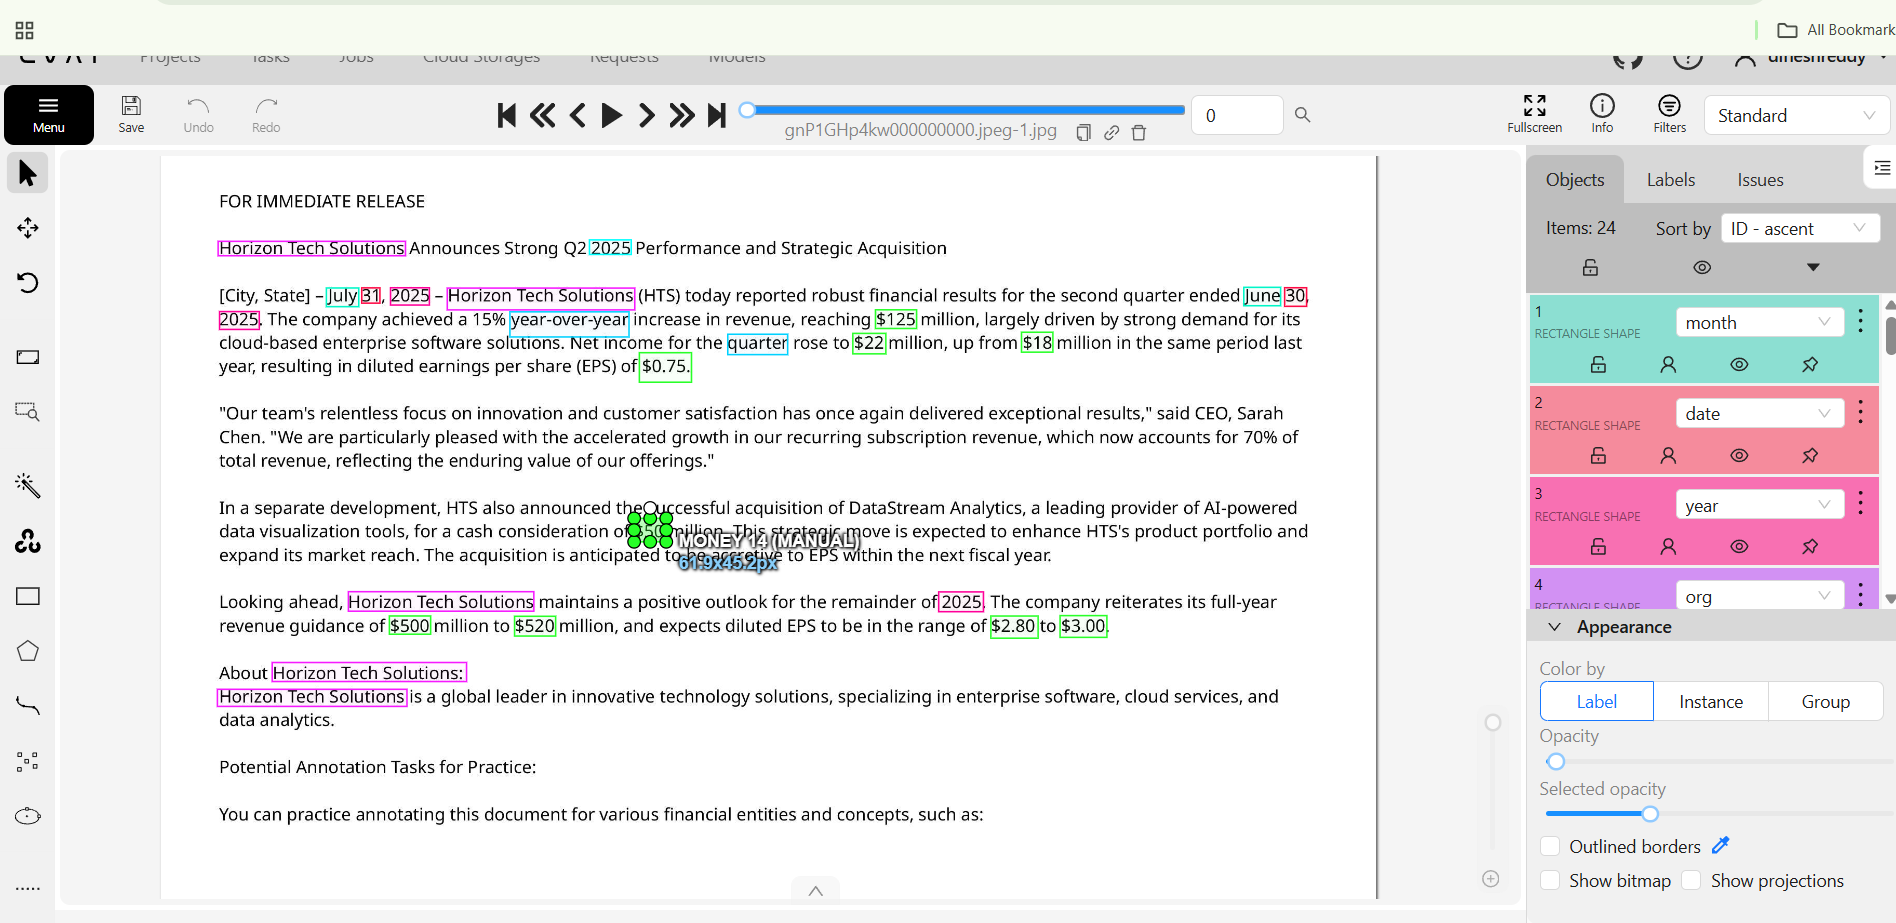 All Bookmark
Projects Tasks Jobs Cloud Storages Requests Models dineshreddy
Menu Save Undo Redo 0 Fullscreen Info Filters Standard
gnP1GHp4kw000000000.jpeg-1.jpg
FOR IMMEDIATE RELEASE
Horizon Tech Solutions Announces Strong Q2 2025 Performance and Strategic Acquisition
[City, State] – July 31, 2025 – Horizon Tech Solutions (HTS) today reported robust financial results for the second quarter ended June 30,
2025. The company achieved a 15% year-over-year increase in revenue, reaching $125 million, largely driven by strong demand for its
cloud-based enterprise software solutions. Net income for the quarter rose to $22 million, up from $18 million in the same period last
year, resulting in diluted earnings per share (EPS) of $0.75.
"Our team's relentless focus on innovation and customer satisfaction has once again delivered exceptional results," said CEO, Sarah
Chen. "We are particularly pleased with the accelerated growth in our recurring subscription revenue, which now accounts for 70% of
total revenue, reflecting the enduring value of our offerings."
In a separate development, HTS also announced the successful acquisition of DataStream Analytics, a leading provider of AI-powered
data visualization tools, for a cash consideration of million. This strategic move is expected to enhance HTS's product portfolio and
MONEY 14 (MANUAL)
expand its market reach. The acquisition is anticipated to be accretive to EPS within the next fiscal year.
61.9x45.2px
Looking ahead, Horizon Tech Solutions maintains a positive outlook for the remainder of 2025. The company reiterates its full-year
revenue guidance of $500 million to $520 million, and expects diluted EPS to be in the range of $2.80 to $3.00.
About Horizon Tech Solutions:
Horizon Tech Solutions is a global leader in innovative technology solutions, specializing in enterprise software, cloud services, and
data analytics.
Potential Annotation Tasks for Practice:
You can practice annotating this document for various financial entities and concepts, such as:
Objects Labels Issues
Items: 24 Sort by ID - ascent
1
RECTANGLE SHAPE
month
2
RECTANGLE SHAPE
date
3
RECTANGLE SHAPE
year
4
RECTANGLE SHAPE
org
Appearance
Color by
Label Instance Group
Opacity
Selected opacity
Outlined borders
Show bitmap Show projections